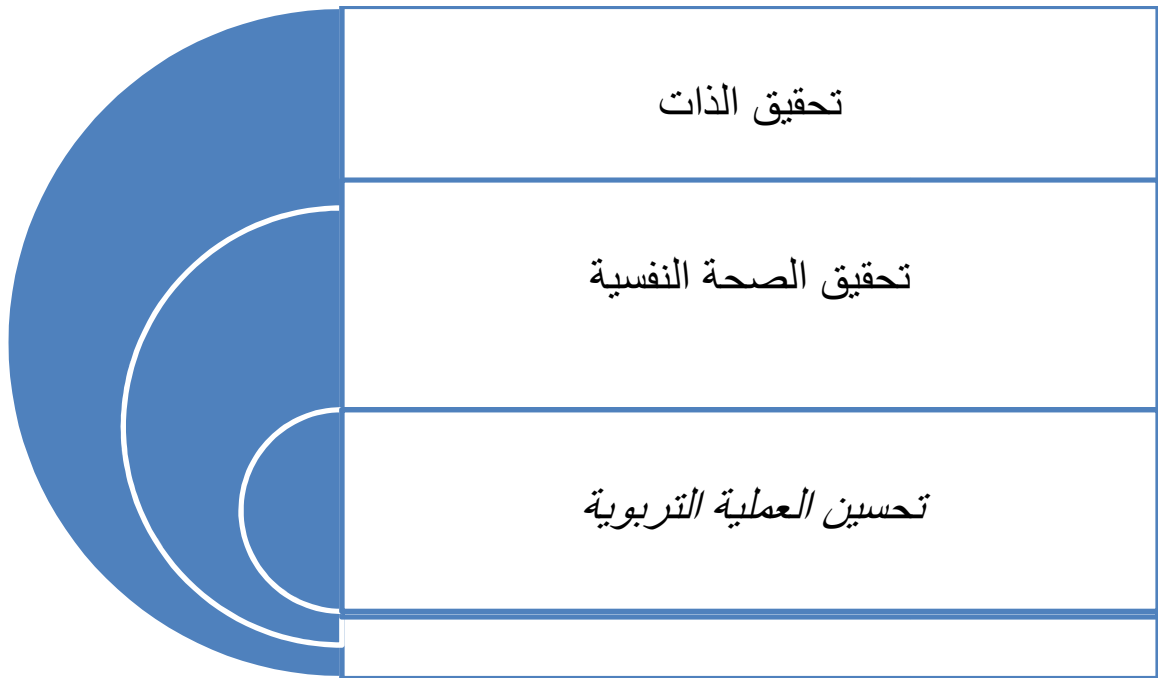 تحقيق الذات
تحقيق الصحة النفسية
تحسين العملية التربوية